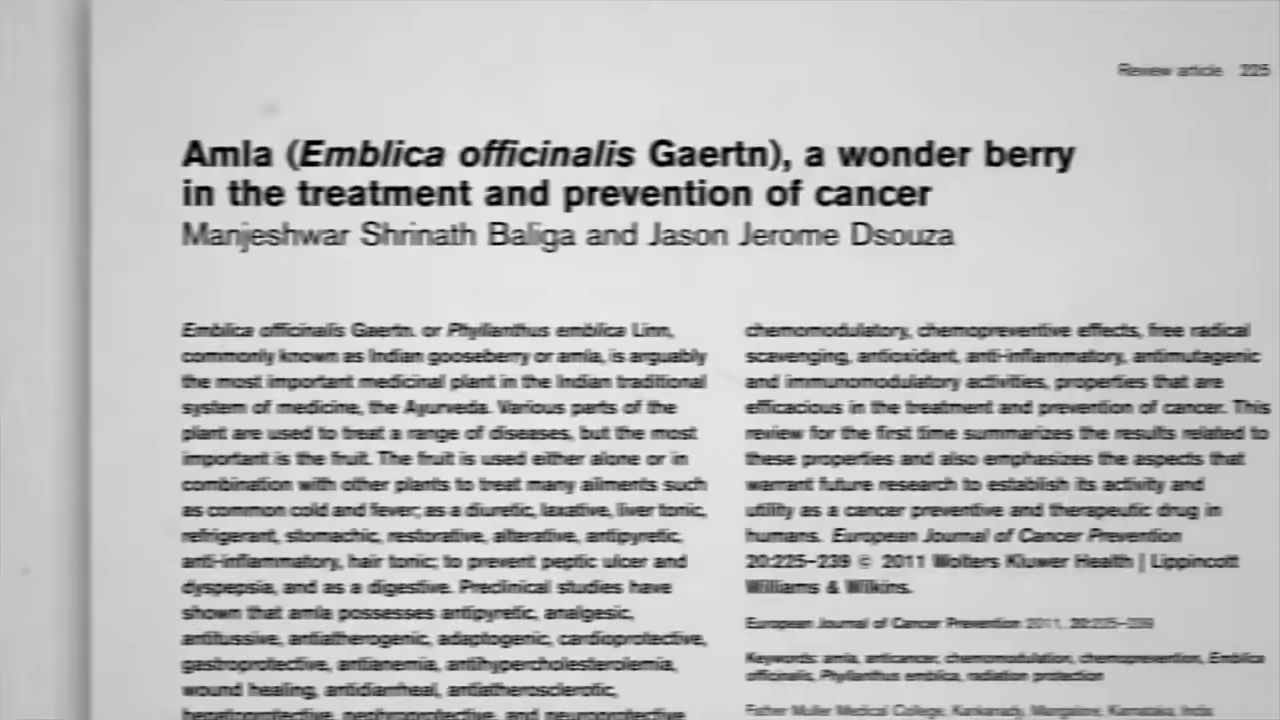 Review article 225
Amla (Emblica officinalis Gaertn), a wonder berry
in the treatment and prevention of cancer
Manjeshwar Shrinath Baliga and Jason Jerome Dsouza
Emblica officinalis Gaertn. or Phyllanthus emblica Linn,
commonly known as Indian gooseberry or amla, is arguably
the most important medicinal plant in the Indian traditional
system of medicine, the Ayurveda. Various parts of the
plant are used to treat a range of diseases, but the most
important is the fruit. The fruit is used either alone or in
combination with other plants to treat many ailments such
as common cold and fever; as a diuretic, laxative, liver tonic,
refrigerant, stomachic, restorative, alterative, antipyretic,
anti-inflammatory, hair tonic; to prevent peptic ulcer and
dyspepsia, and as a digestive. Preclinical studies have
shown that amla possesses antipyretic, analgesic,
antitussive, antiatherogenic, adaptogenic, cardioprotective,
gastroprotective, antianemia, antihypercholesterolemia,
wound healing, antidiarrheal, antiatherosclerotic,
hepatoprotective, nephroprotective, and neuroprotective
chemomodulatory, chemopreventive effects, free radical
scavenging, antioxidant, anti-inflammatory, antimutagenic
and immunomodulatory activities, properties that are
efficacious in the treatment and prevention of cancer. This
review for the first time summarizes the results related to
these properties and also emphasizes the aspects that
warrant future research to establish its activity and
utility as a cancer preventive and therapeutic drug in
humans. European Journal of Cancer Prevention
20:225–239 © 2011 Wolters Kluwer Health | Lippincott
Williams & Wilkins.
European Journal of Cancer Prevention 2011, 20:225–239
Keywords: amla, anticancer, chemomodulation, chemoprevention, Emblica
officinalis, Phyllanthus emblica, radiation protection
Father Muller Medical College, Kankanady, Mangalore, Karnataka, India